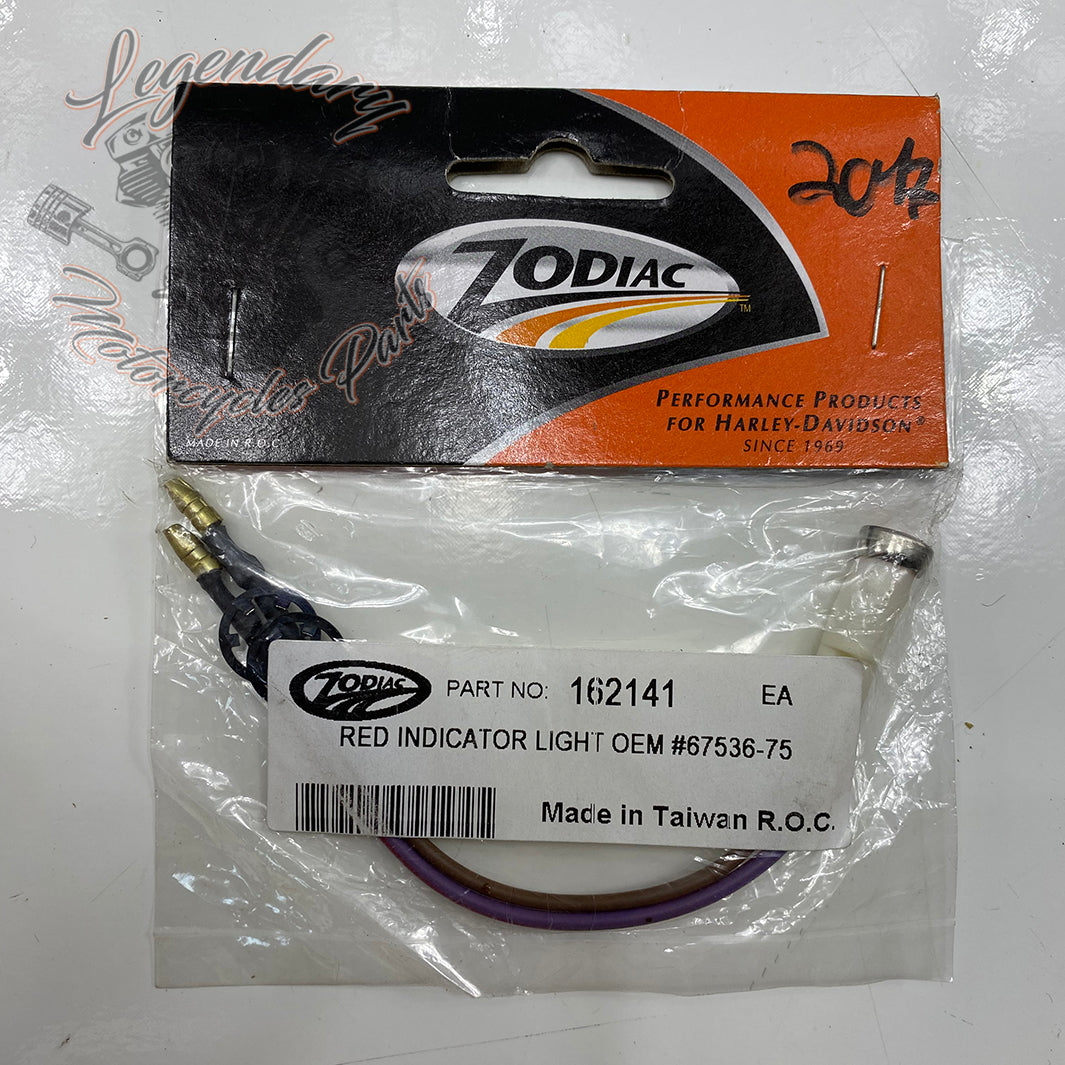 Legendary
Motorcycles Parts
ZODIAC
TM
PERFORMANCE PRODUCTS
FOR HARLEY-DAVIDSON®
SINCE 1969
MADE IN R.O.C.
ZODIAC PART NO: 162141 EA
RED INDICATOR LIGHT OEM #67536-75
Made in Taiwan R.O.C.